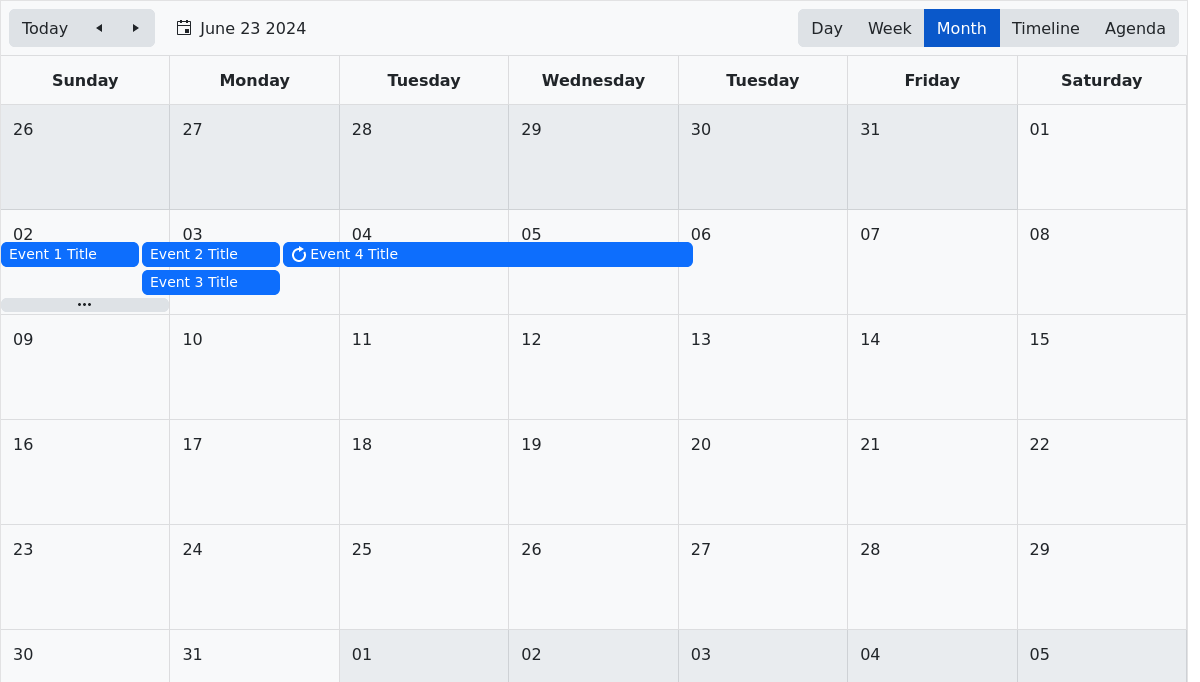 Today June 23 2024 Day Week Month Timeline Agenda
Sunday Monday Tuesday Wednesday Tuesday Friday Saturday
26 27 28 29 30 31 01
02 03 04 05 06 07 08
Event 1 Title Event 2 Title Event 4 Title
Event 3 Title
•••
09 10 11 12 13 14 15
16 17 18 19 20 21 22
23 24 25 26 27 28 29
30 31 01 02 03 04 05